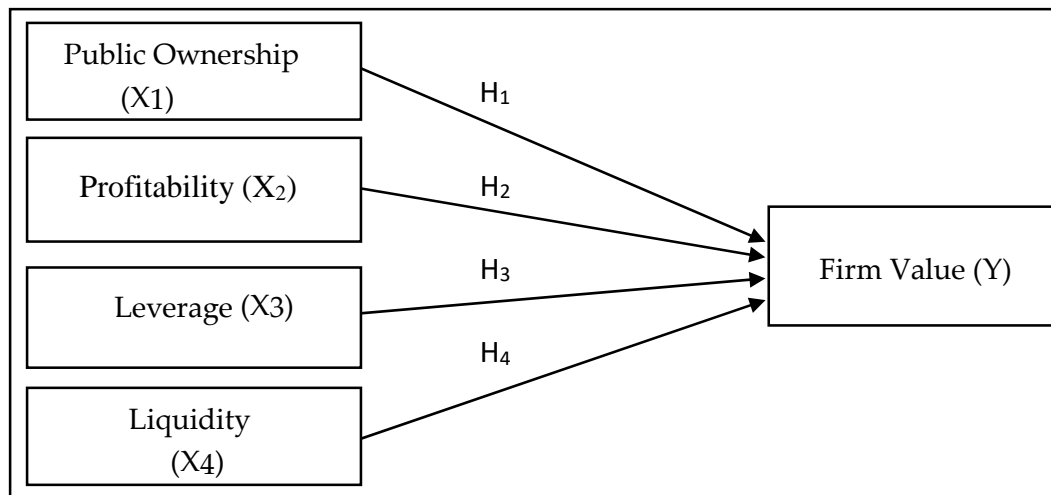 Public Ownership
(X1)
H₁
Profitability (X₂)
H₂
Leverage (X3)
H₃
Liquidity
(X4)
H₄
Firm Value (Y)